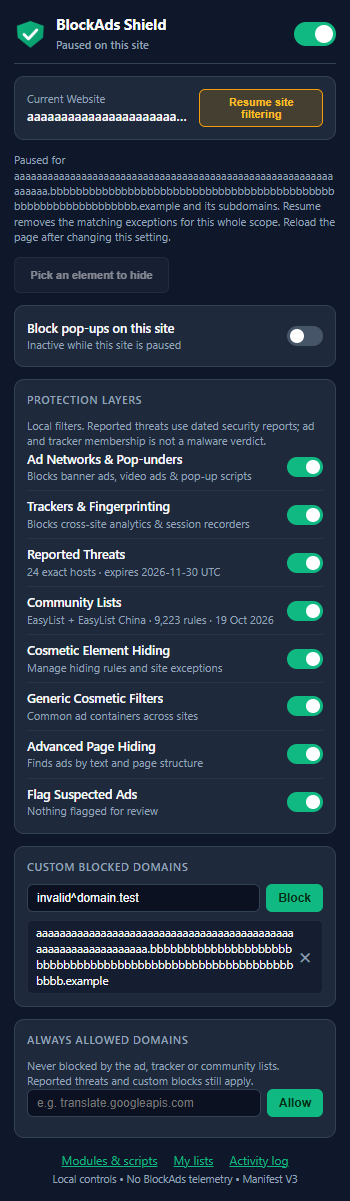 BlockAds Shield
Paused on this site
Current Website
aaaaaaaaaaaaaaaaaaaaaa...
Resume site
filtering
Paused for
aaaaaaaaaaaaaaaaaaaaaaaaaaaaaaaaaaaaaaaaaaaaaaaaaaaaaaaaa
aaaaaa.bbbbbbbbbbbbbbbbbbbbbbbbbbbbbbbbbbbbbbbbbbbbbbb
bbbbbbbbbbbbbbbbbb.example and its subdomains. Resume
removes the matching exceptions for this whole scope. Reload the
page after changing this setting.
Pick an element to hide
Block pop-ups on this site
Inactive while this site is paused
PROTECTION LAYERS
Local filters. Reported threats use dated security reports; ad
and tracker membership is not a malware verdict.
Ad Networks & Pop-unders
Blocks banner ads, video ads & pop-up scripts
Trackers & Fingerprinting
Blocks cross-site analytics & session recorders
Reported Threats
24 exact hosts · expires 2026-11-30 UTC
Community Lists
EasyList + EasyList China · 9,223 rules · 19 Oct 2026
Cosmetic Element Hiding
Manage hiding rules and site exceptions
Generic Cosmetic Filters
Common ad containers across sites
Advanced Page Hiding
Finds ads by text and page structure
Flag Suspected Ads
Nothing flagged for review
CUSTOM BLOCKED DOMAINS
invalid^domain.test
Block
aaaaaaaaaaaaaaaaaaaaaaaaaaaaaaaaaaaaaaaaaaa
aaaaaaaaaaaaaaaaaaaa.bbbbbbbbbbbbbbbbbbbbbb
bbbbbbbbbbbbbbbbbbbbbbbbbbbbbbbbbbbbbbbb
bbbb.example
✕
ALWAYS ALLOWED DOMAINS
Never blocked by the ad, tracker or community lists.
Reported threats and custom blocks still apply.
e.g. translate.googleapis.com
Allow
Modules & scripts My lists Activity log
Local controls • No BlockAds telemetry • Manifest V3